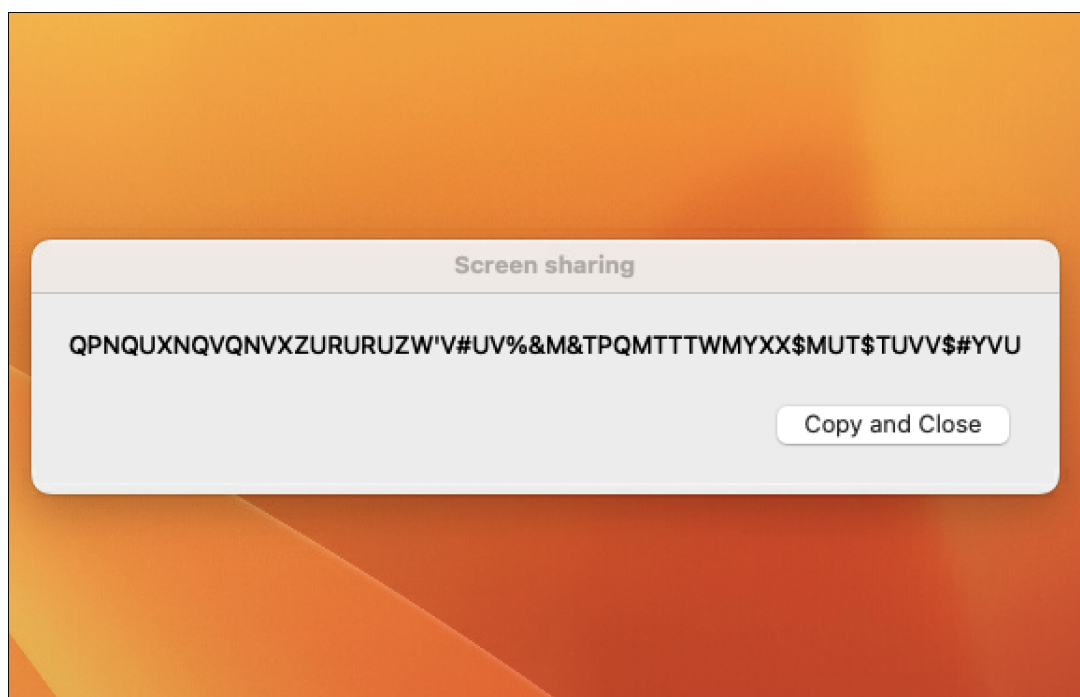 Screen sharing
QPNQUXNQVQNVXZURURUZW'V#UV%&M&TPQMTTTWMYXX$MUT$TUVV$#YVU
Copy and Close